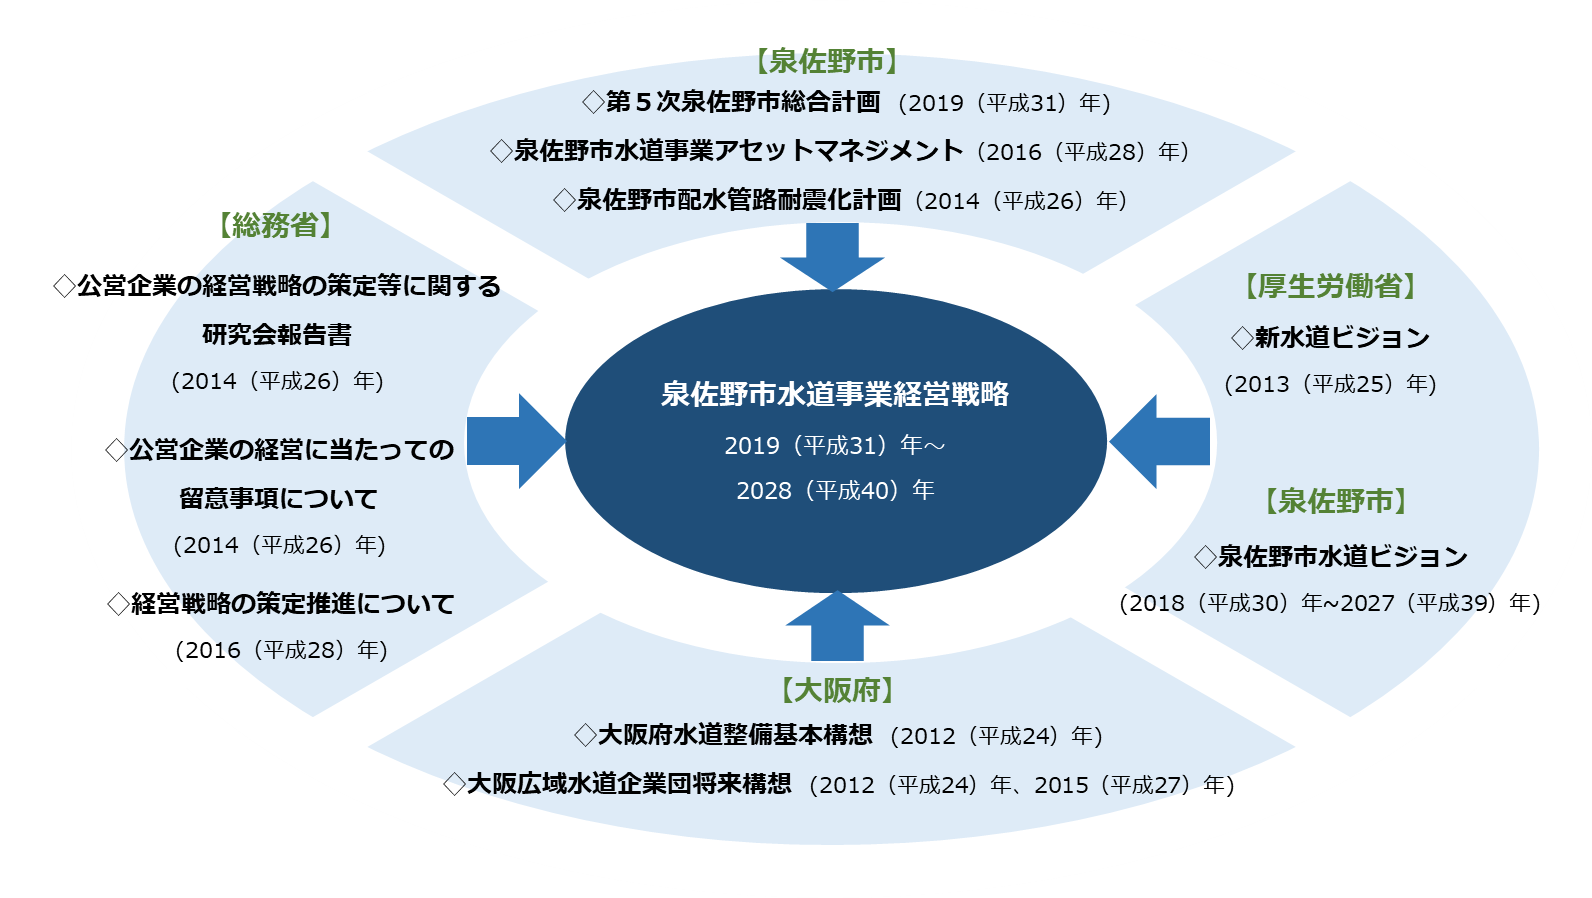 【泉佐野市】
◇第５次泉佐野市総合計画 (2019（平成31）年)
◇泉佐野市水道事業アセットマネジメント（2016（平成28）年）
◇泉佐野市配水管路耐震化計画（2014（平成26）年）
【総務省】
◇公営企業の経営戦略の策定等に関する
研究会報告書
(2014（平成26）年)
◇公営企業の経営に当たっての
留意事項について
(2014（平成26）年)
◇経営戦略の策定推進について
(2016（平成28）年)
泉佐野市水道事業経営戦略
2019（平成31）年～
2028（平成40）年
【厚生労働省】
◇新水道ビジョン
(2013（平成25）年)
【泉佐野市】
◇泉佐野市水道ビジョン
(2018（平成30）年~2027（平成39）年)
【大阪府】
◇大阪府水道整備基本構想 (2012（平成24）年)
◇大阪広域水道企業団将来構想 (2012（平成24）年、2015（平成27）年)